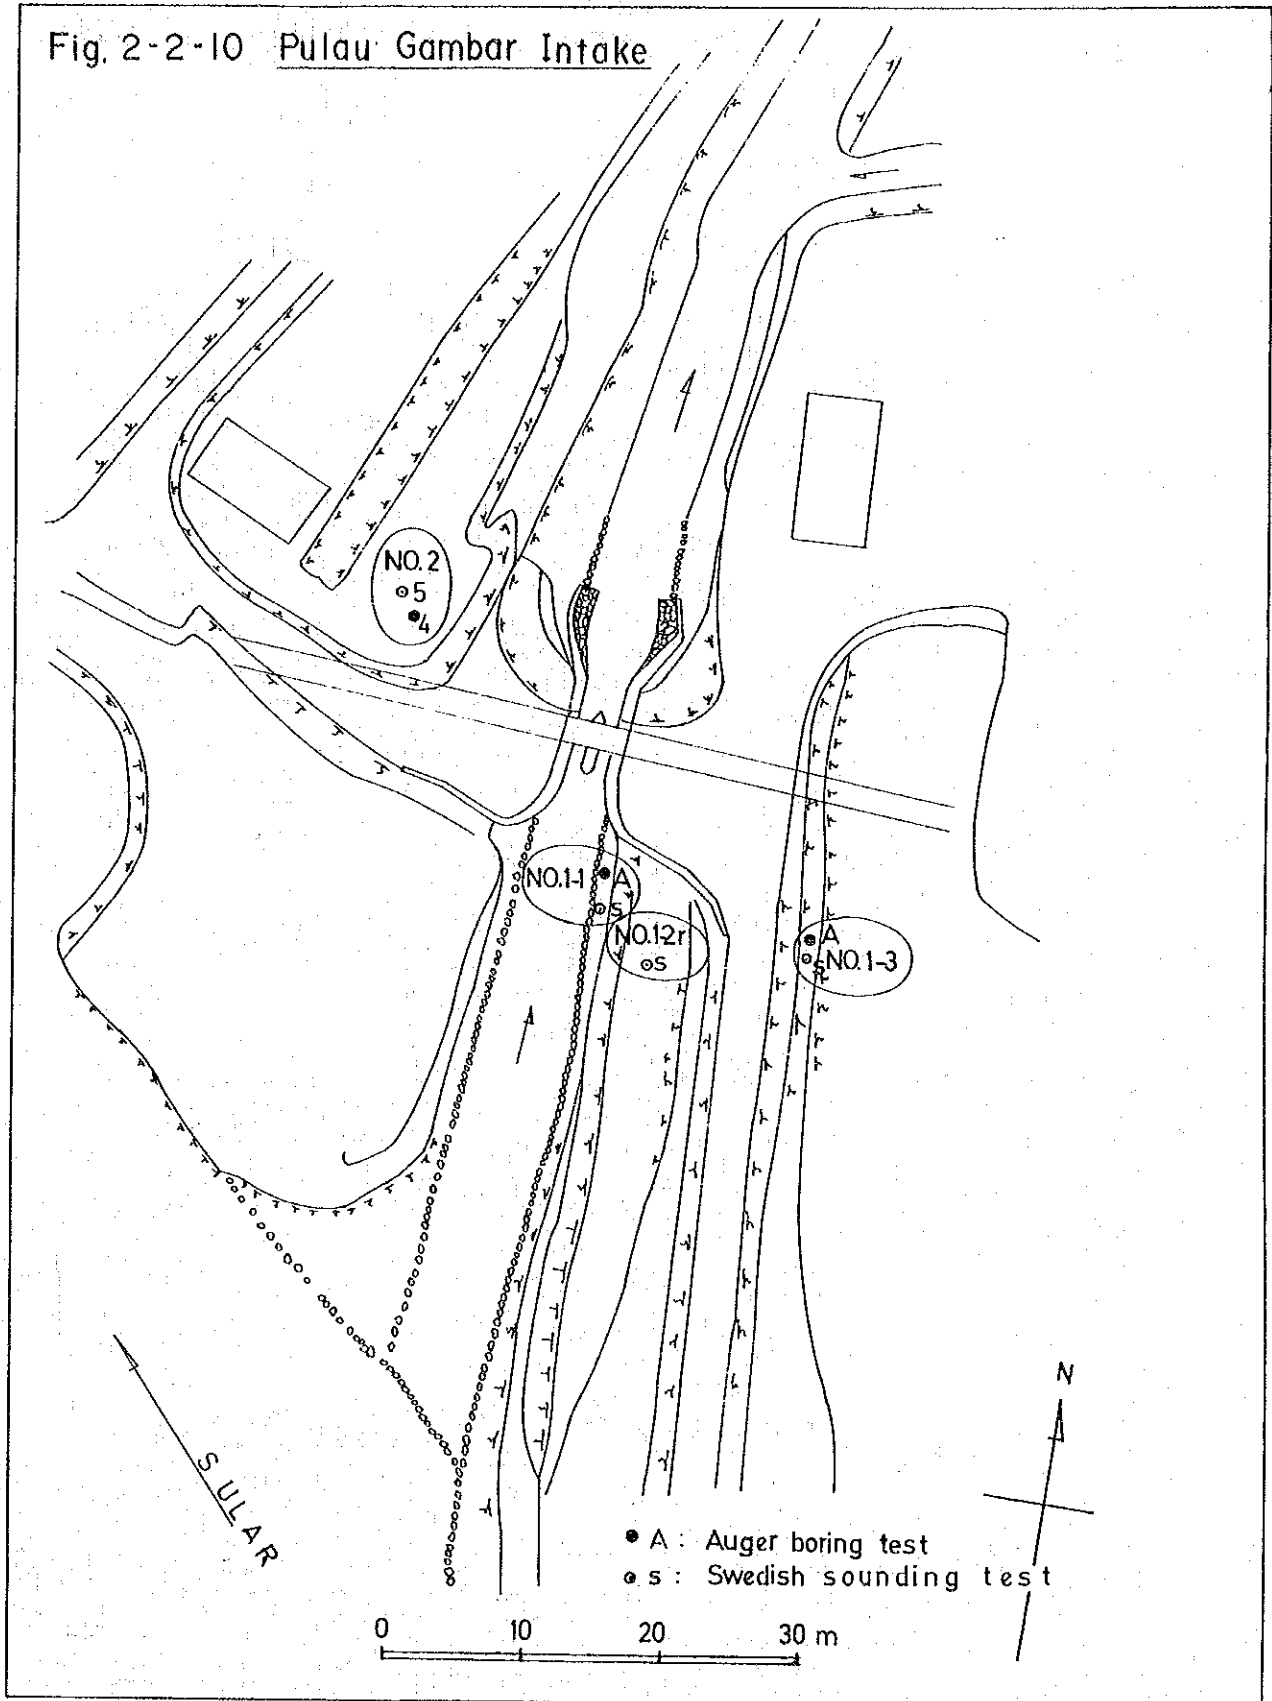 Fig. 2-2-10 Pulau Gambar Intake
NO.2
5
4
NO.1-1
A
S
NO.1-2r
S
A
S
NO.1-3
SULAR
N
A : Auger boring test
S : Swedish sounding test
0 10 20 30 m